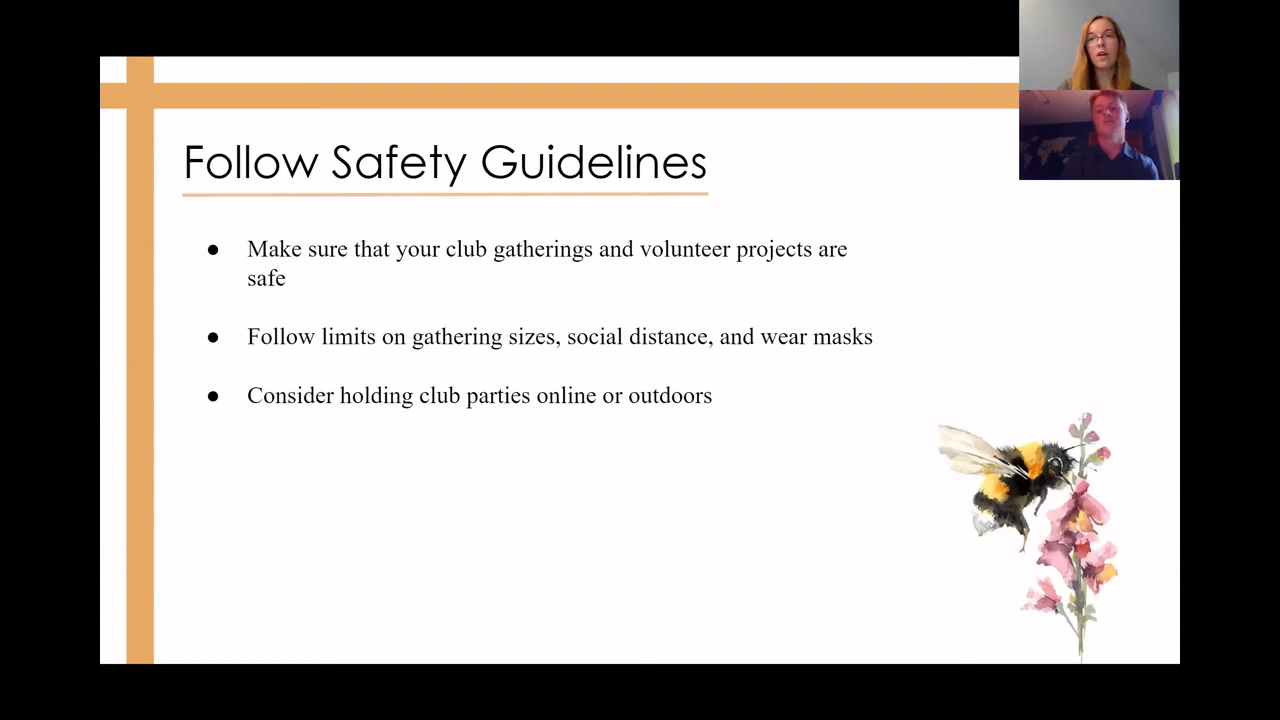 Follow Safety Guidelines
● Make sure that your club gatherings and volunteer projects are
safe
● Follow limits on gathering sizes, social distance, and wear masks
● Consider holding club parties online or outdoors